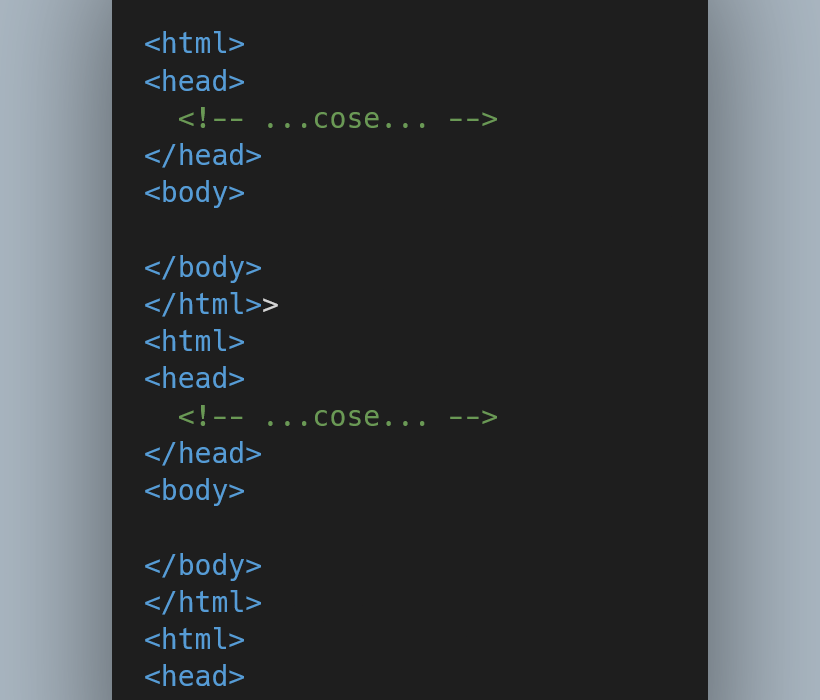 <html>
<head>
  <!-- ...cose... -->
</head>
<body>

</body>
</html>>
<html>
<head>
  <!-- ...cose... -->
</head>
<body>

</body>
</html>
<html>
<head>